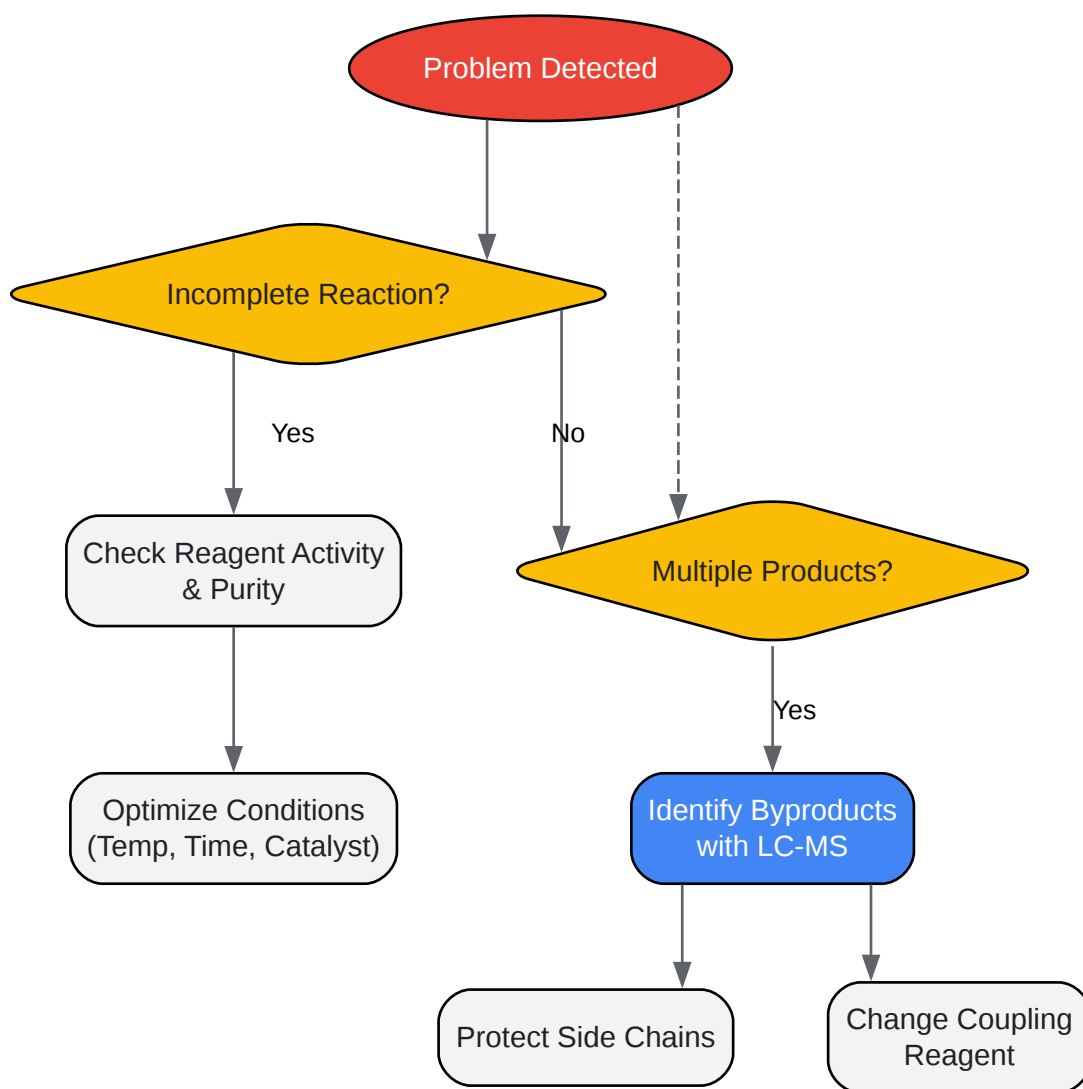 Problem Detected
Incomplete Reaction?
Yes
No
Check Reagent Activity
& Purity
Multiple Products?
Yes
Optimize Conditions
(Temp, Time, Catalyst)
Identify Byproducts
with LC-MS
Protect Side Chains
Change Coupling
Reagent